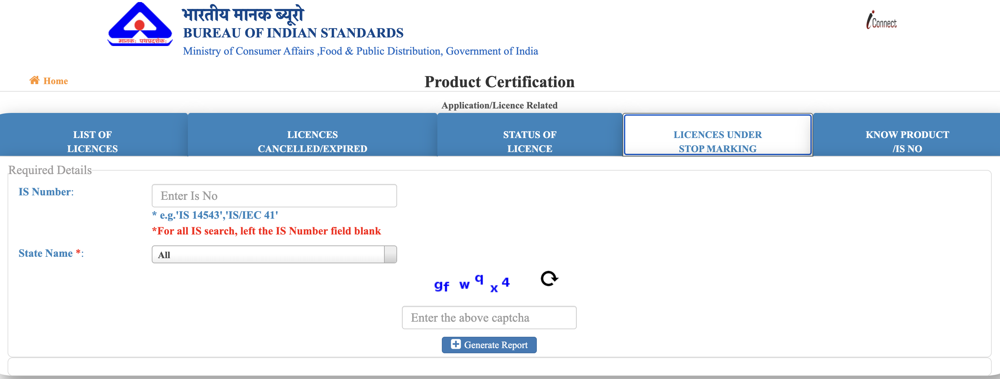 भारतीय मानक ब्यूरो
BUREAU OF INDIAN STANDARDS
Ministry of Consumer Affairs ,Food & Public Distribution, Government of India
मानक: पथप्रदर्शक:
iConnect
Home
Product Certification
Application/Licence Related
LIST OF
LICENCES
LICENCES
CANCELLED/EXPIRED
STATUS OF
LICENCE
LICENCES UNDER
STOP MARKING
KNOW PRODUCT
/IS NO
Required Details
IS Number:
Enter Is No
* e.g.'IS 14543','IS/IEC 41'
*For all IS search, left the IS Number field blank
State Name *:
All
gf w q x 4
Enter the above captcha
Generate Report